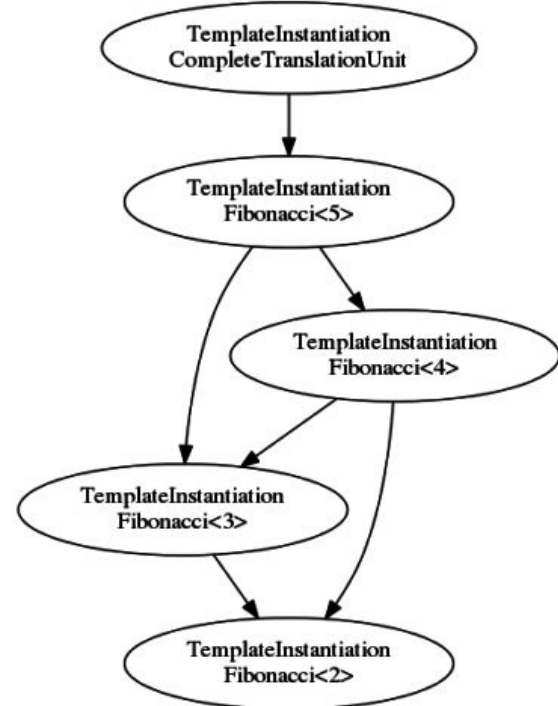 TemplateInstantiation
CompleteTranslationUnit
TemplateInstantiation
Fibonacci<5>
TemplateInstantiation
Fibonacci<4>
TemplateInstantiation
Fibonacci<3>
TemplateInstantiation
Fibonacci<2>